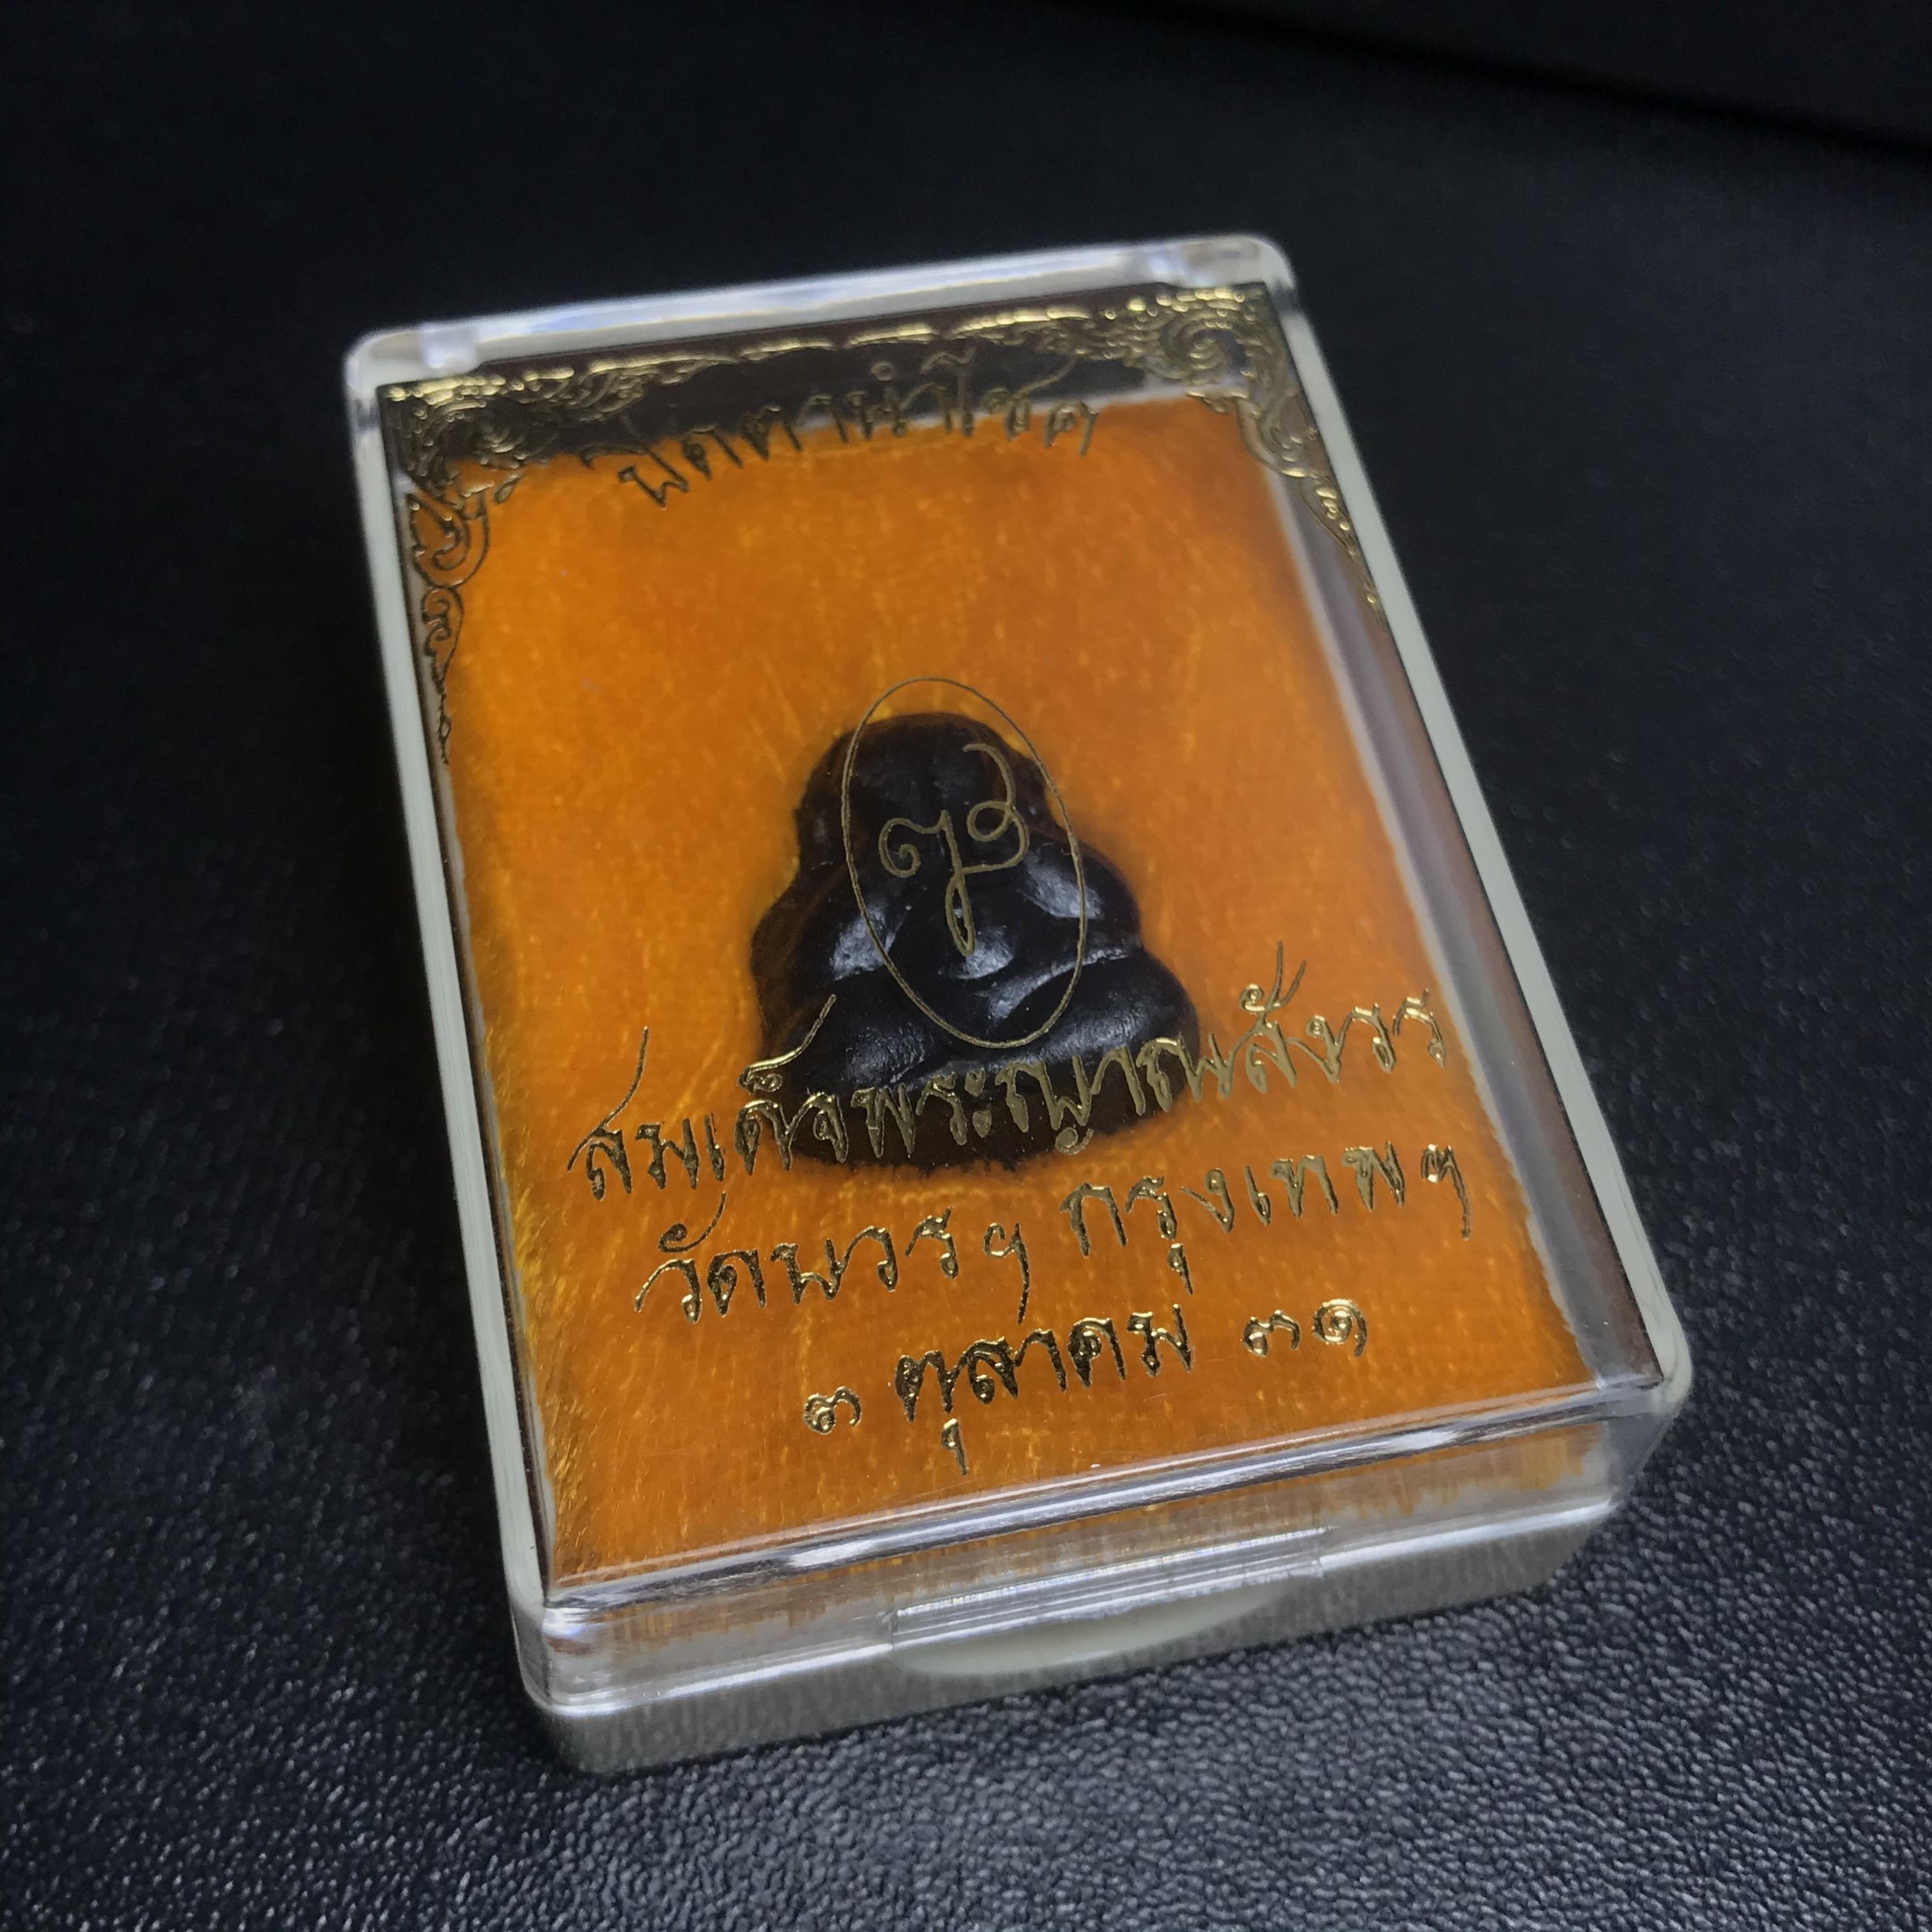 ปิดตานำโชค
สมเด็จพระญาณสังวร
วัดบวรฯ กรุงเทพฯ
๓ ตุลาคม ๓๑